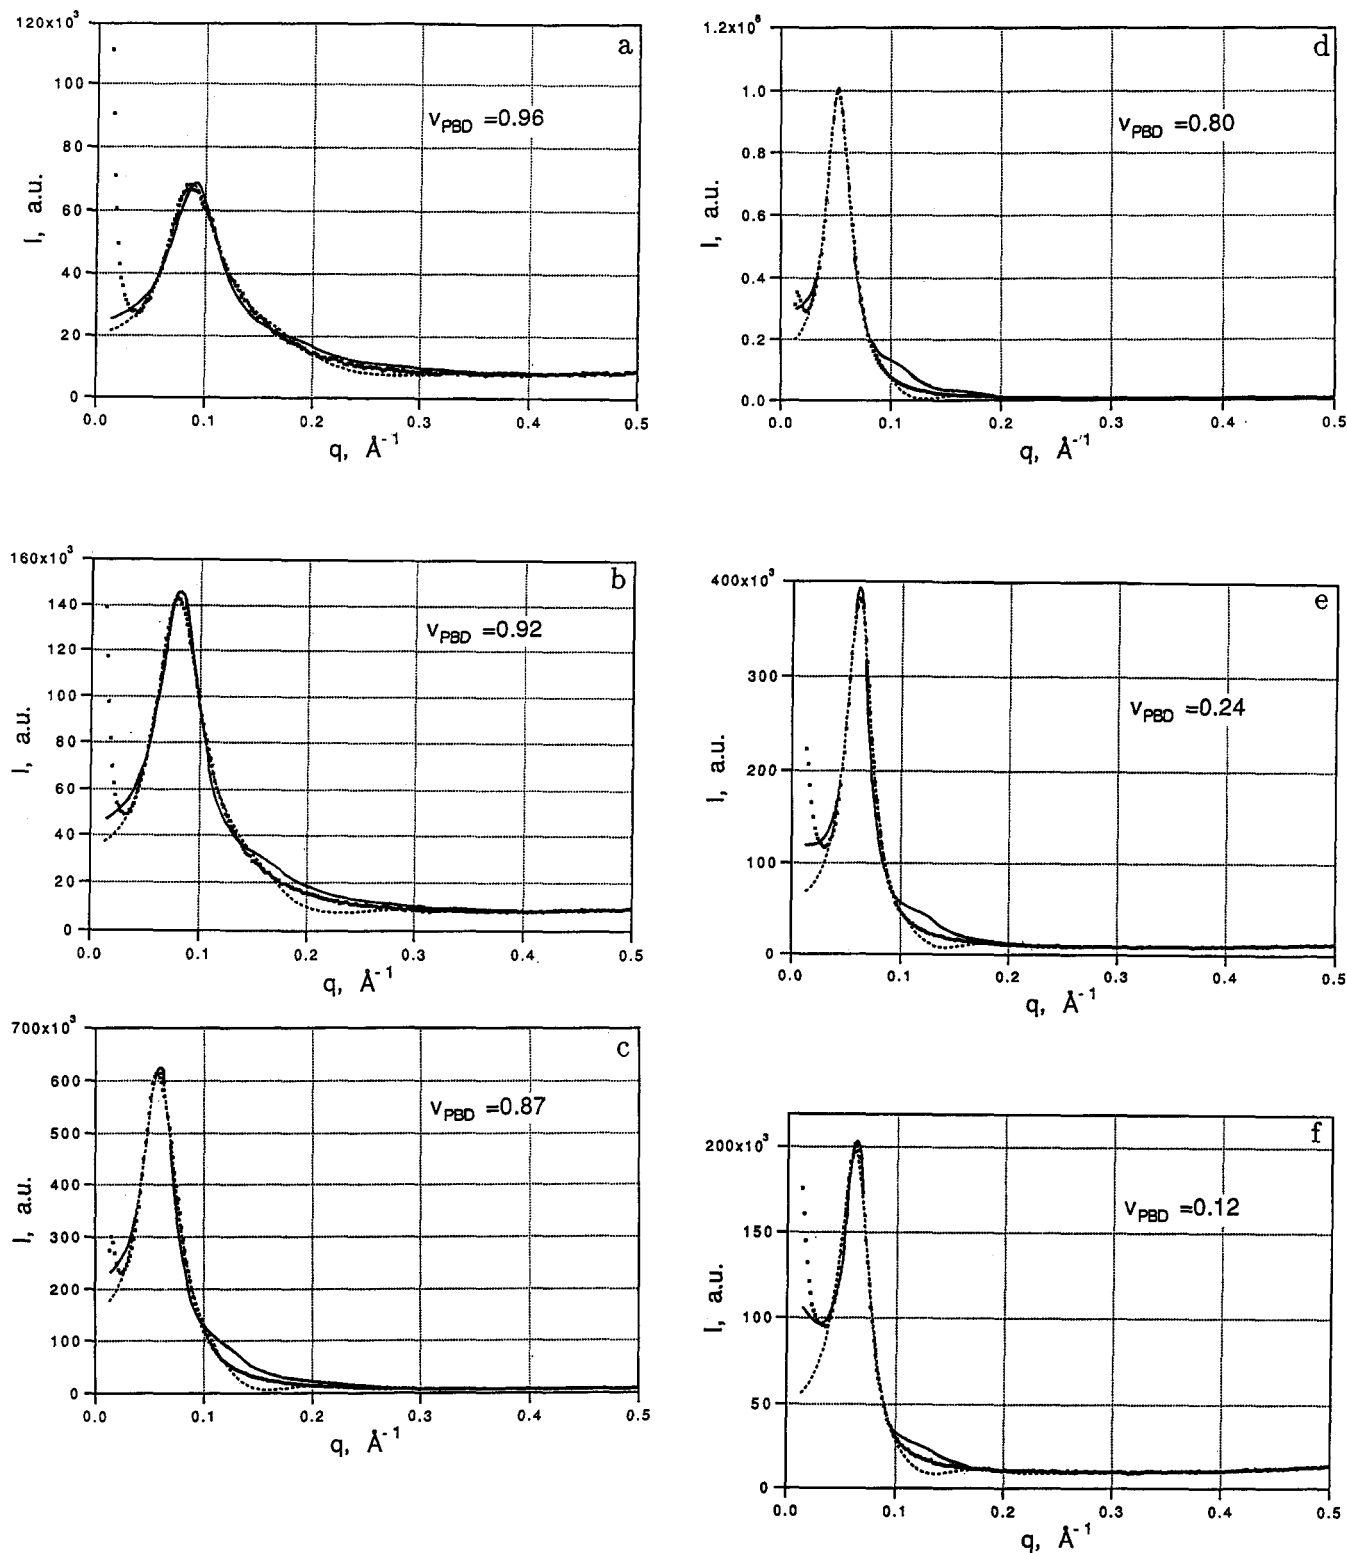 120x10³
a
100
80
60
40
20
0
I, a.u.
v_PBD =0.96
0.0 0.1 0.2 0.3 0.4 0.5
q, Å⁻¹
160x10³
b
140
120
100
80
60
40
20
0
I, a.u.
v_PBD =0.92
0.0 0.1 0.2 0.3 0.4 0.5
q, Å⁻¹
700x10³
c
600
500
400
300
200
100
0
I, a.u.
v_PBD =0.87
0.0 0.1 0.2 0.3 0.4 0.5
q, Å⁻¹
d
1.0
0.8
0.6
0.4
0.2
0.0
I, a.u.
v_PBD =0.80
0.0 0.1 0.2 0.3 0.4 0.5
q, Å⁻¹
400x10³
e
300
200
100
0
I, a.u.
v_PBD =0.24
0.0 0.1 0.2 0.3 0.4 0.5
q, Å⁻¹
200x10³
f
150
100
50
0
I, a.u.
v_PBD =0.12
0.0 0.1 0.2 0.3 0.4 0.5
q, Å⁻¹